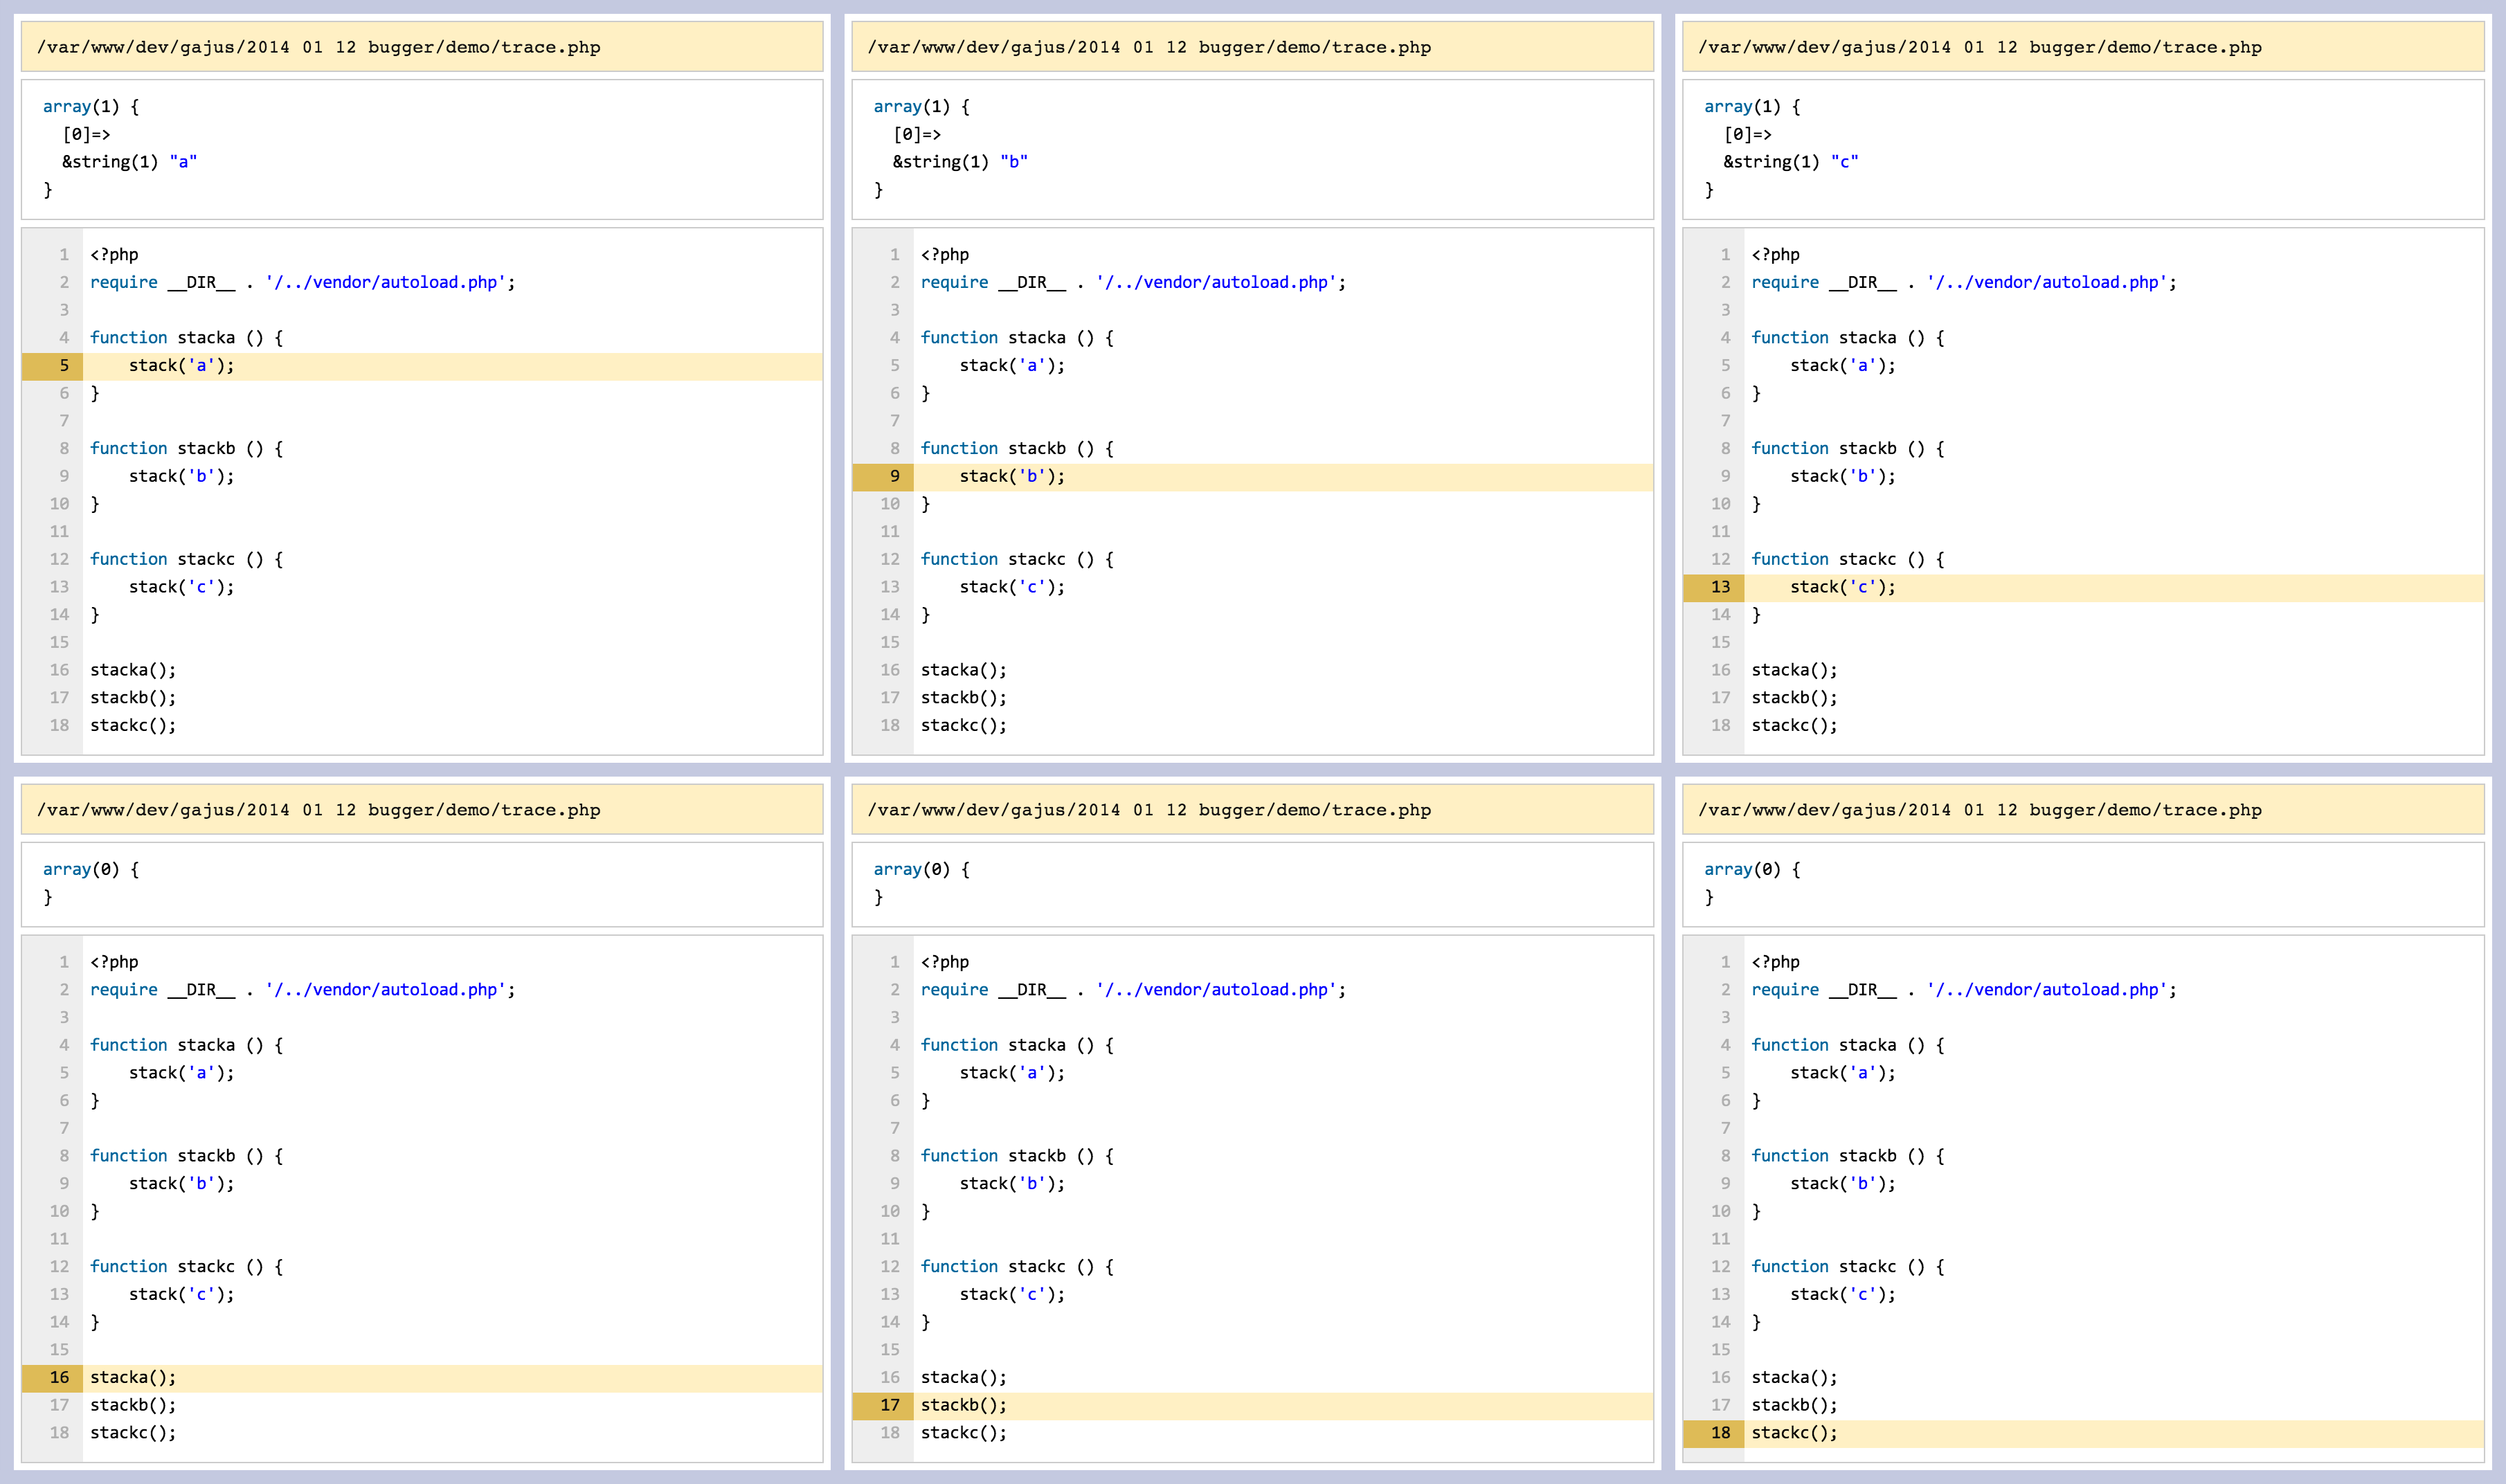 /var/www/dev/gajus/2014 01 12 bugger/demo/trace.php
array(1) {
  [0]=>
  &string(1) "a"
}
1 <?php
2 require __DIR__ . '/../vendor/autoload.php';
3
4 function stacka () {
5     stack('a');
6 }
7
8 function stackb () {
9     stack('b');
10 }
11
12 function stackc () {
13     stack('c');
14 }
15
16 stacka();
17 stackb();
18 stackc();
/var/www/dev/gajus/2014 01 12 bugger/demo/trace.php
array(1) {
  [0]=>
  &string(1) "b"
}
1 <?php
2 require __DIR__ . '/../vendor/autoload.php';
3
4 function stacka () {
5     stack('a');
6 }
7
8 function stackb () {
9     stack('b');
10 }
11
12 function stackc () {
13     stack('c');
14 }
15
16 stacka();
17 stackb();
18 stackc();
/var/www/dev/gajus/2014 01 12 bugger/demo/trace.php
array(1) {
  [0]=>
  &string(1) "c"
}
1 <?php
2 require __DIR__ . '/../vendor/autoload.php';
3
4 function stacka () {
5     stack('a');
6 }
7
8 function stackb () {
9     stack('b');
10 }
11
12 function stackc () {
13     stack('c');
14 }
15
16 stacka();
17 stackb();
18 stackc();
/var/www/dev/gajus/2014 01 12 bugger/demo/trace.php
array(0) {
}
1 <?php
2 require __DIR__ . '/../vendor/autoload.php';
3
4 function stacka () {
5     stack('a');
6 }
7
8 function stackb () {
9     stack('b');
10 }
11
12 function stackc () {
13     stack('c');
14 }
15
16 stacka();
17 stackb();
18 stackc();
/var/www/dev/gajus/2014 01 12 bugger/demo/trace.php
array(0) {
}
1 <?php
2 require __DIR__ . '/../vendor/autoload.php';
3
4 function stacka () {
5     stack('a');
6 }
7
8 function stackb () {
9     stack('b');
10 }
11
12 function stackc () {
13     stack('c');
14 }
15
16 stacka();
17 stackb();
18 stackc();
/var/www/dev/gajus/2014 01 12 bugger/demo/trace.php
array(0) {
}
1 <?php
2 require __DIR__ . '/../vendor/autoload.php';
3
4 function stacka () {
5     stack('a');
6 }
7
8 function stackb () {
9     stack('b');
10 }
11
12 function stackc () {
13     stack('c');
14 }
15
16 stacka();
17 stackb();
18 stackc();